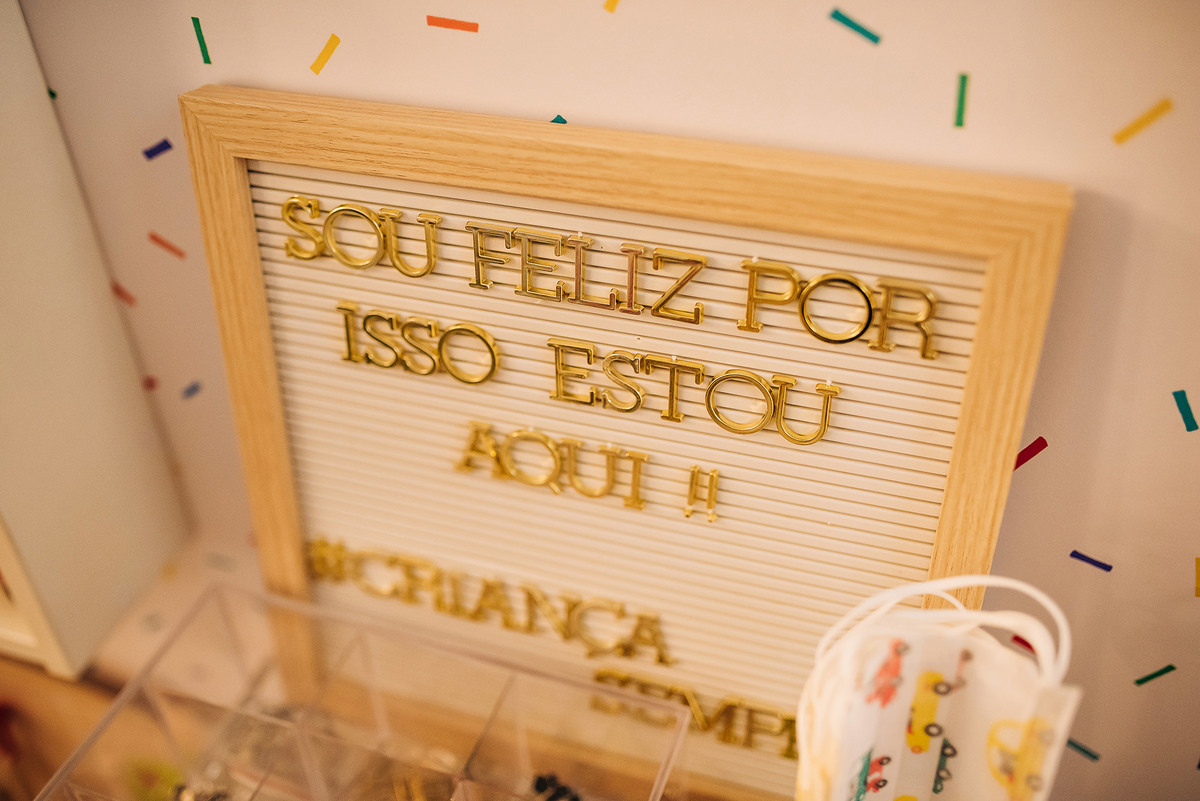 SOU FELIZ POR
ISSO ESTOU
AQUI !!
#CRIANÇA